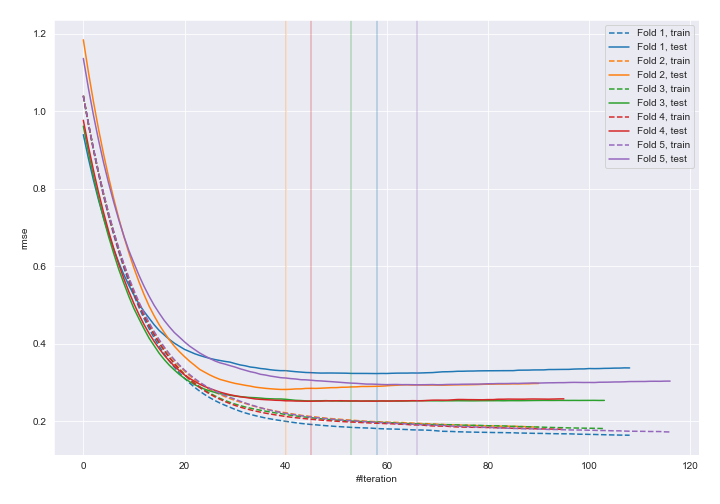 1.2
1.0
0.8
0.6
0.4
0.2
rmse
0
20
40
60
80
100
120
#Iteration
Fold 1, train
Fold 1, test
Fold 2, train
Fold 2, test
Fold 3, train
Fold 3, test
Fold 4, train
Fold 4, test
Fold 5, train
Fold 5, test